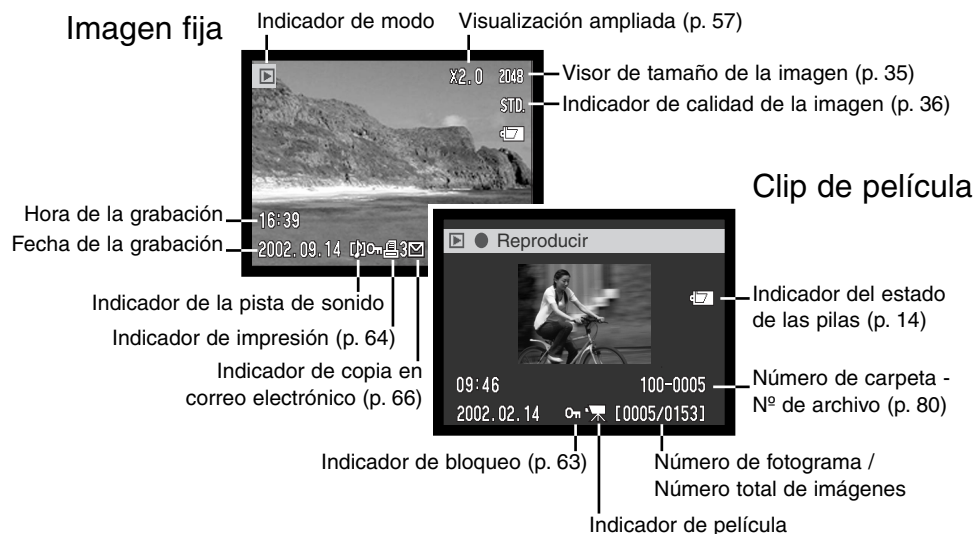 Imagen fija
Indicador de modo
Visualización ampliada (p. 57)
X2.0 2048
Visor de tamaño de la imagen (p. 35)
STD.
Indicador de calidad de la imagen (p. 36)
Clip de película
Hora de la grabación
16:39
Fecha de la grabación
2002.09.14 3
Reproducir
Indicador de la pista de sonido
Indicador de impresión (p. 64)
Indicador de copia en
correo electrónico (p. 66)
Indicador del estado
de las pilas (p. 14)
09:46 100-0005
Número de carpeta -
Nº de archivo (p. 80)
2002.02.14 [0005/0153]
Indicador de bloqueo (p. 63)
Número de fotograma /
Número total de imágenes
Indicador de película